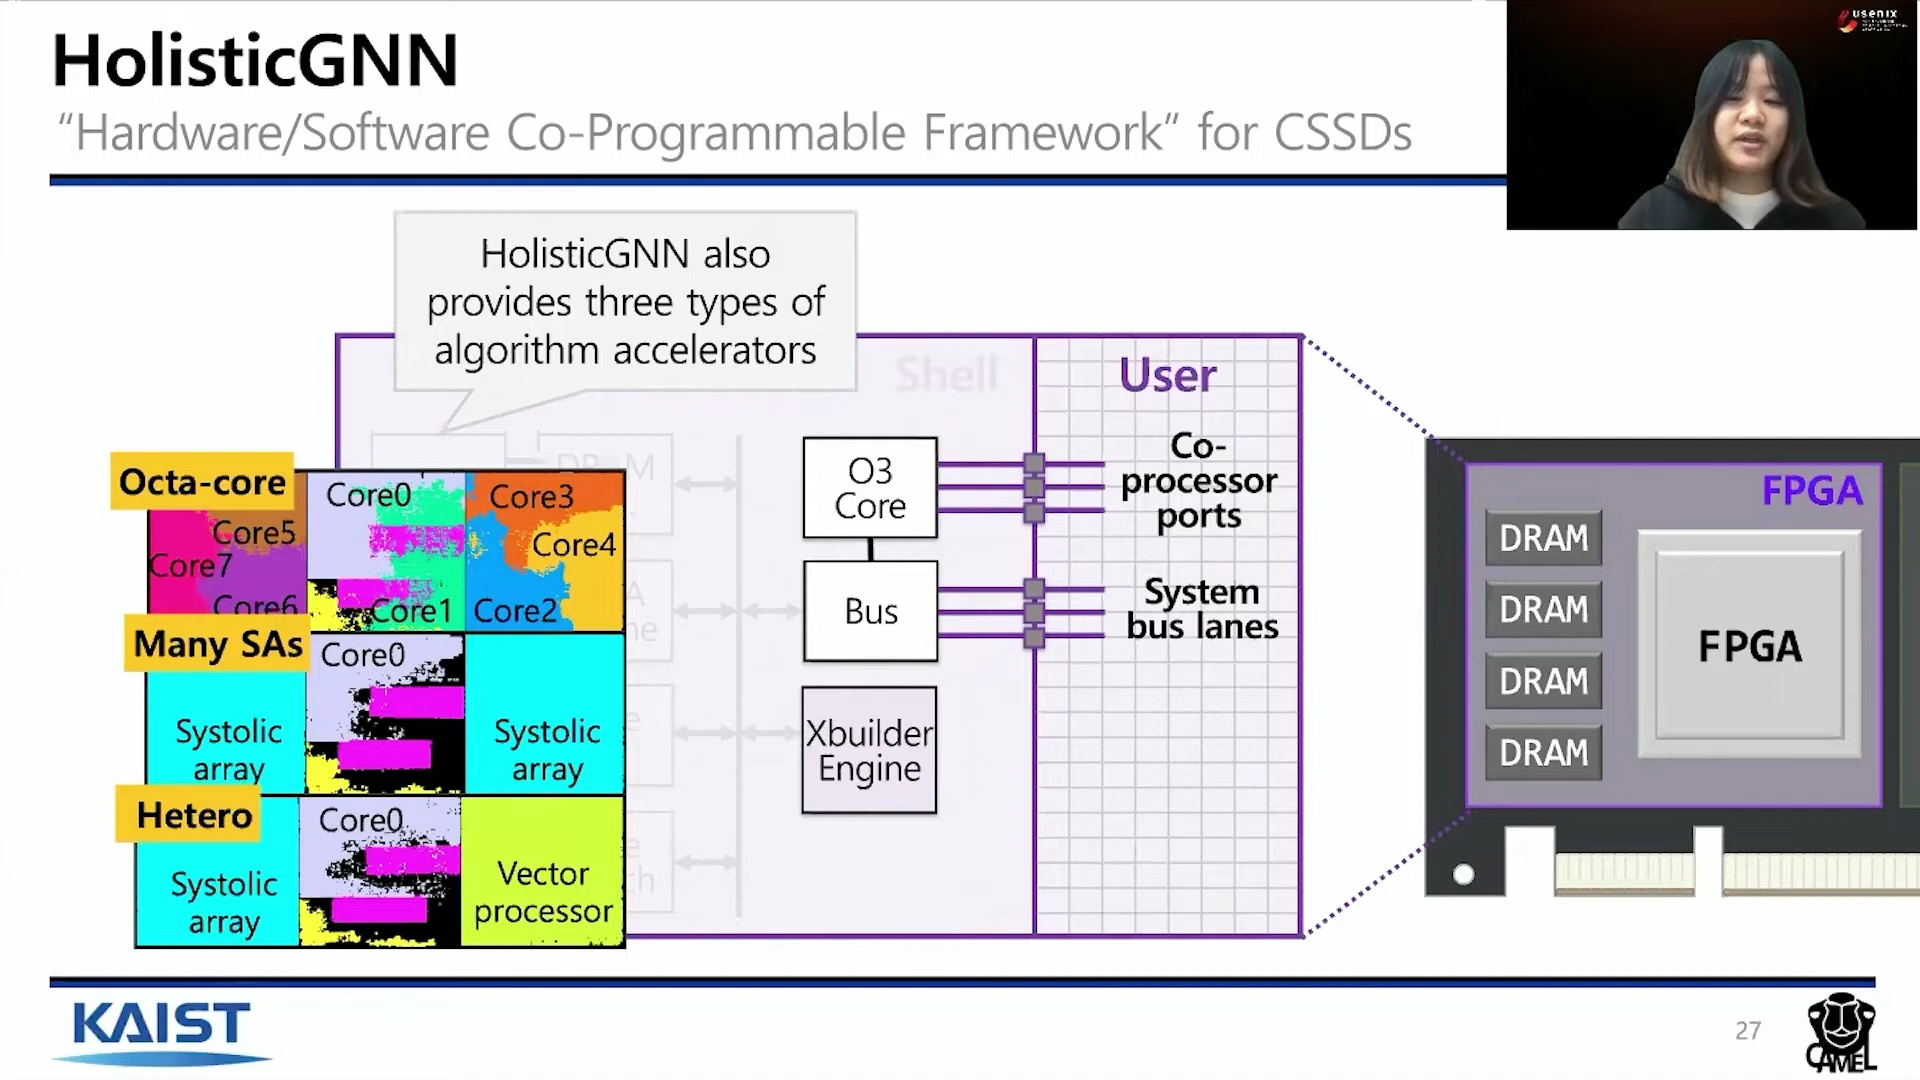 HolisticGNN
“Hardware/Software Co-Programmable Framework“ for CSSDs
usenix
HolisticGNN also
provides three types of
algorithm accelerators
Shell
User
Octa-core
Core0
Core3
Core5
Core4
Core7
Core6
Core1
Core2
Many SAs
Core0
Systolic
array
Systolic
array
Hetero
Core0
Systolic
array
Vector
processor
O3
Core
Bus
Xbuilder
Engine
Co-
processor
ports
System
bus lanes
FPGA
DRAM
DRAM
DRAM
DRAM
FPGA
KAIST
27
CAMEL